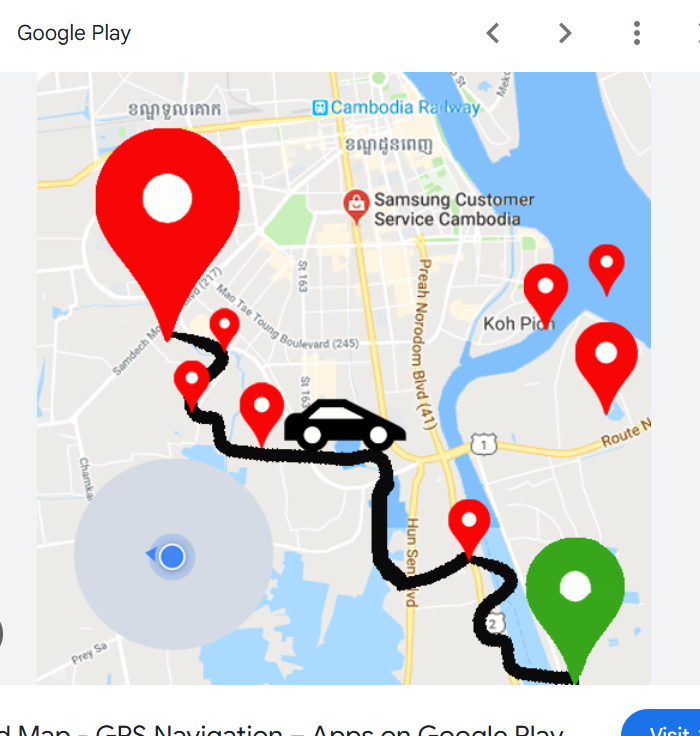 Google Play
ខណ្ឌទួលគោក
Cambodia Railway
ខណ្ឌដូនពេញ
Samsung Customer
Service Cambodia
St 163
Preah Norodom Blvd (41)
Koh Pich
Samdech Mo
vd (217)
Mao Tse Toung Boulevard (245)
St 163
1
Route N
Chamka
Hun Sen
vd
2
Prey Sa
d Map - GPS Navigation – Apps on Google Play
Visit